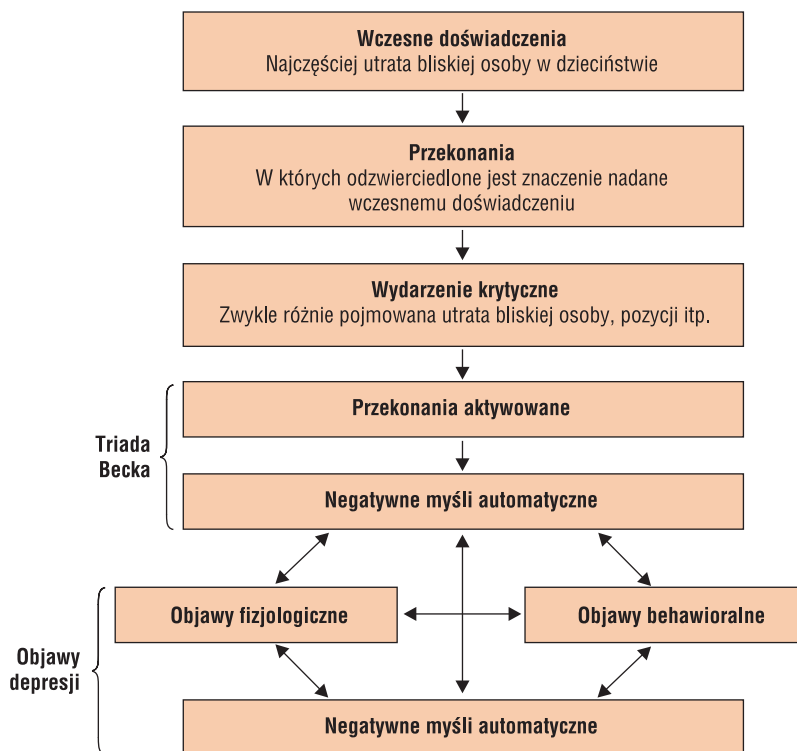 Wczesne doświadczenia
Najczęściej utrata bliskiej osoby w dzieciństwie
Przekonania
W których odzwierciedlone jest znaczenie nadane
wczesnemu doświadczeniu
Wydarzenie krytyczne
Zwykle różnie pojmowana utrata bliskiej osoby, pozycji itp.
Triada
Becka
Przekonania aktywowane
Negatywne myśli automatyczne
Objawy
depresji
Objawy fizjologiczne
Objawy behawioralne
Negatywne myśli automatyczne